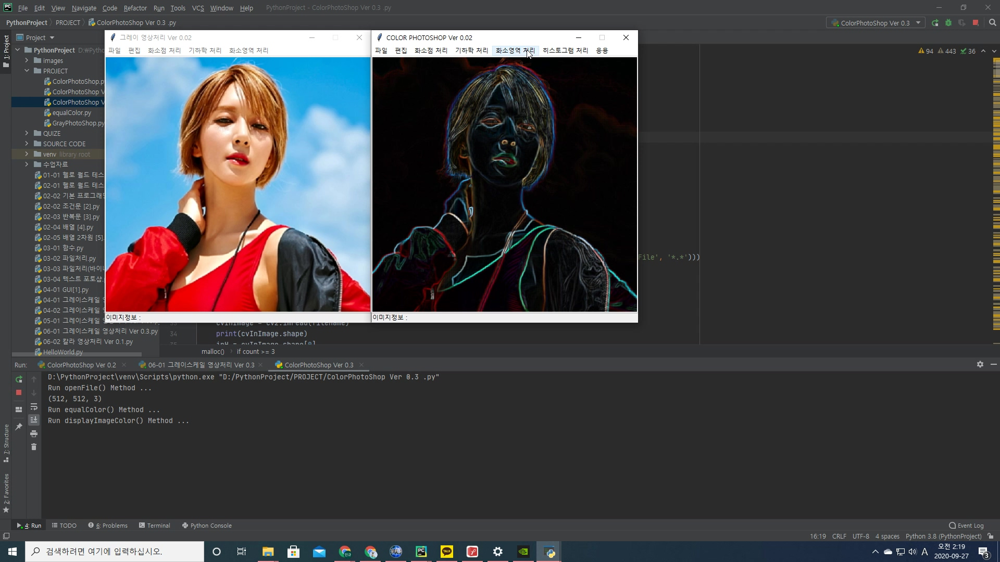 File Edit View Navigate Code Refactor Run Tools VCS Window Help PythonProject - ColorPhotoShop Ver 0.3 .py
PythonProject PROJECT ColorPhotoShop Ver 0.3 .py
ColorPhotoShop Ver 0.3
1: Project
Project
PythonProject D:₩Pytho
images
PROJECT
ColorPhotoShop.p
ColorPhotoShop V
ColorPhotoShop V
equalColor.py
GrayPhotoShop.py
QUIZE
SOURCE CODE
venv library root
수업자료
01-01 헬로 월드 테스
02-01 헬로 월드 테스
02-02 기본 프로그래밍
02-02 조건문 [2].py
02-03 반복문 [3].py
02-04 배열 [4].py
02-05 배열 2차원 [5].
03-01 함수.py
03-02 파일처리.py
03-03 파일처리(바이너
03-04 텍스트 포토샵.
04-01 GUI[1].py
04-01 그레이스케일
04-02 그레이스케일
05-01 그레이스케일
06-01 그레이스케일 영상처리 Ver 0.3.py
06-02 칼라 영상처리 Ver 0.1.py
HelloWorld.py
그레이 영상처리 Ver 0.02
파일 편집 화소점 처리 기하학 처리 화소영역 처리
이미지정보 :
COLOR PHOTOSHOP Ver 0.02
파일 편집 화소점 처리 기하학 처리 화소영역 처리 히스토그램 처리 응용
이미지정보 :
94 443 36
File', '*.*')))
33 cvInImage = cv2.imread(filename)
34 print(cvInImage.shape)
35 inH = cvInImage.shape[0]
malloc() if count >= 3
Run: ColorPhotoShop Ver 0.2 06-01 그레이스케일 영상처리 Ver 0.3 ColorPhotoShop Ver 0.3
D:\PythonProject\venv\Scripts\python.exe "D:/PythonProject/PROJECT/ColorPhotoShop Ver 0.3 .py"
Run openFile() Method ...
(512, 512, 3)
Run equalColor() Method ...
Run displayImageColor() Method ...
7: Structure
2: Favorites
4: Run TODO 6: Problems Terminal Python Console Event Log
16:19 CRLF UTF-8 4 spaces Python 3.8 (PythonProject)
검색하려면 여기에 입력하십시오.
PC
TALK
A
오전 2:19
2020-09-27
3